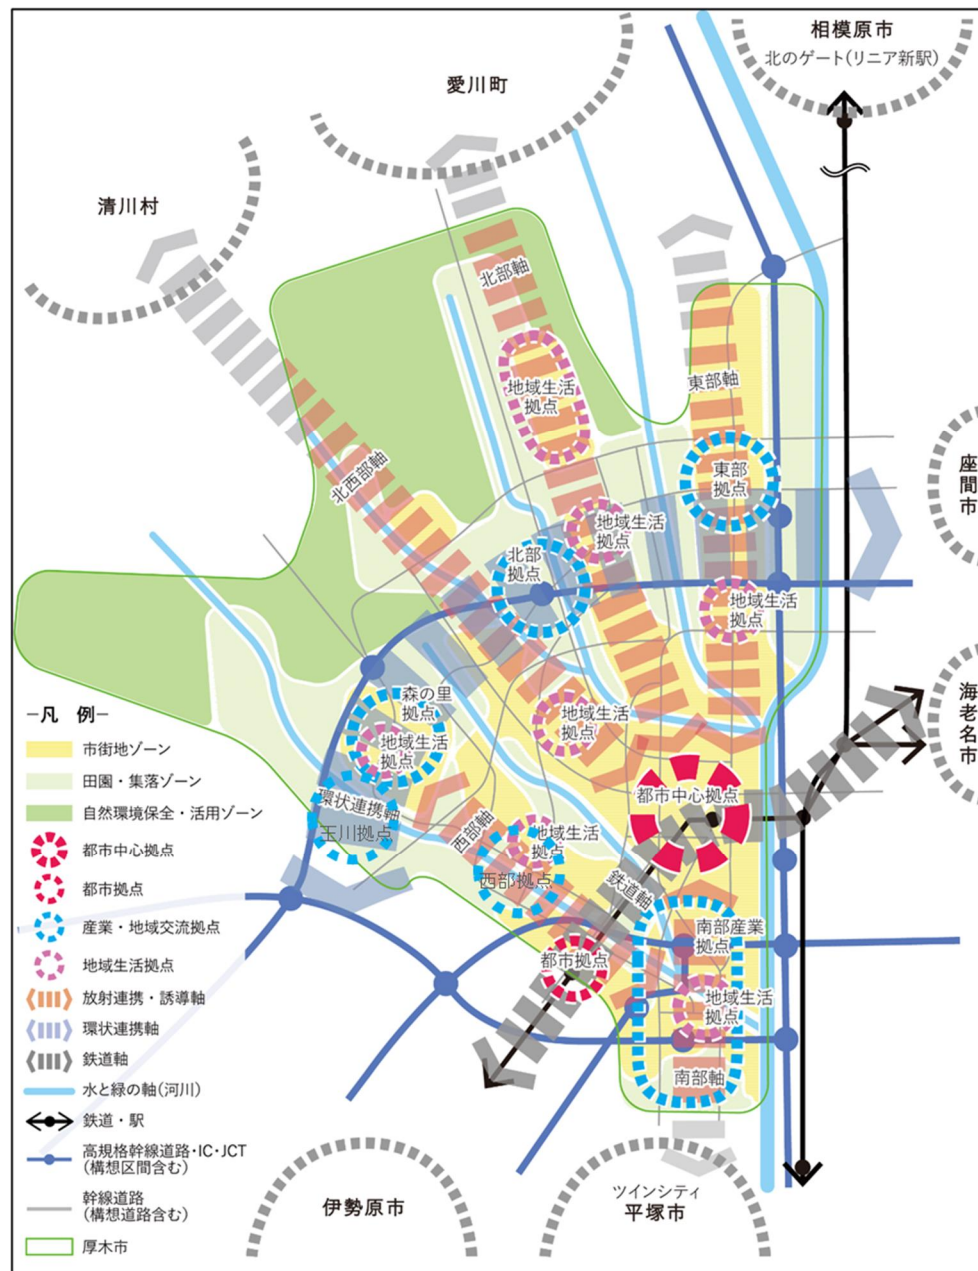 相模原市
北のゲート(リニア新駅)
愛川町
清川村
北部軸
地域生活
拠点
東部軸
座間市
東部
拠点
北西部軸
地域生活
拠点
北部
拠点
地域生活
拠点
森の里
拠点
地域生活
拠点
地域生活
拠点
海老名市
環状連携軸
玉川拠点
都市中心拠点
西部軸
地域生活
拠点
西部拠点
鉄道軸
南部産業
拠点
都市拠点
地域生活
拠点
南部軸
伊勢原市
ツインシティ
平塚市
−凡 例−
市街地ゾーン
田園・集落ゾーン
自然環境保全・活用ゾーン
都市中心拠点
都市拠点
産業・地域交流拠点
地域生活拠点
放射連携・誘導軸
環状連携軸
鉄道軸
水と緑の軸(河川)
鉄道・駅
高規格幹線道路・IC・JCT
(構想区間含む)
幹線道路
(構想道路含む)
厚木市